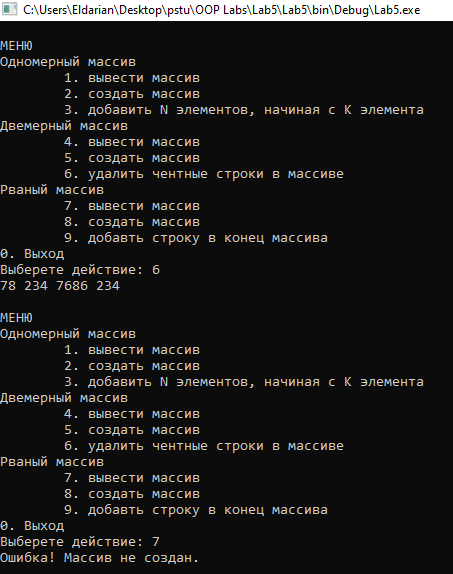 C:\Users\Eldarian\Desktop\pstu\OOP Labs\Lab5\Lab5\bin\Debug\Lab5.exe
МЕНЮ
Одномерный массив
1. вывести массив
2. создать массив
3. добавить N элементов, начиная с K элемента
Двемерный массив
4. вывести массив
5. создать массив
6. удалить чентные строки в массиве
Рваный массив
7. вывести массив
8. создать массив
9. добавть строку в конец массива
0. Выход
Выберете действие: 6
78 234 7686 234
МЕНЮ
Одномерный массив
1. вывести массив
2. создать массив
3. добавить N элементов, начиная с K элемента
Двемерный массив
4. вывести массив
5. создать массив
6. удалить чентные строки в массиве
Рваный массив
7. вывести массив
8. создать массив
9. добавть строку в конец массива
0. Выход
Выберете действие: 7
Ошибка! Массив не создан.